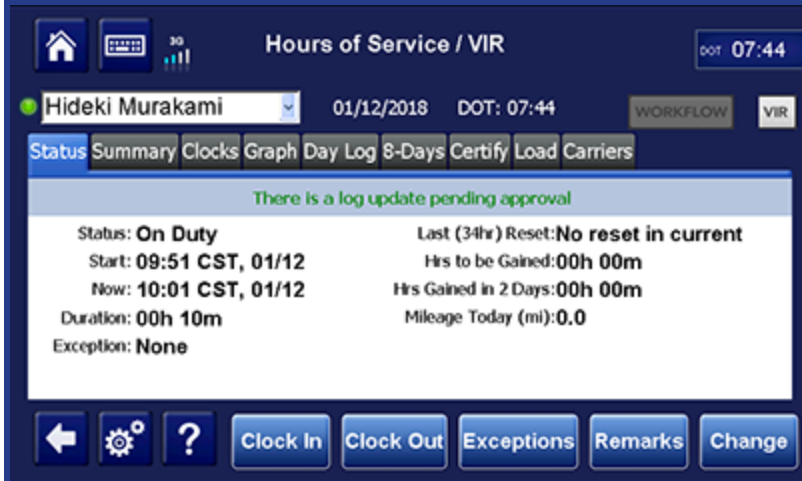 3G
Hours of Service / VIR
DOT 07:44
Hideki Murakami
01/12/2018 DOT: 07:44
WORKFLOW
VIR
Status Summary Clocks Graph Day Log 8-Days Certify Load Carriers
There is a log update pending approval
Status: On Duty
Start: 09:51 CST, 01/12
Now: 10:01 CST, 01/12
Duration: 00h 10m
Exception: None
Last (34hr) Reset:No reset in current
Hrs to be Gained:00h 00m
Hrs Gained in 2 Days:00h 00m
Mileage Today (mi):0.0
? Clock In Clock Out Exceptions Remarks Change